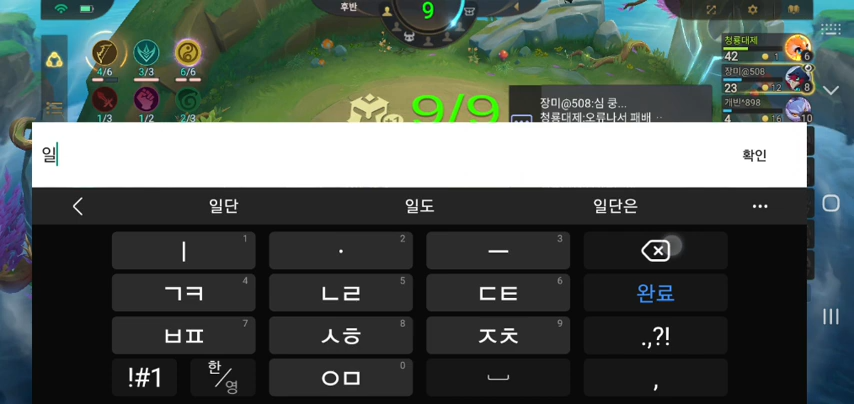 후반
9
4/6
3/3
6/6
1/3
1/2
2/3
+1
9/9
청룡대제
42
1
4
장미@508
23
12
8
개반*898
4
16
10
장미@508:심 쿵...
청룡대제:오류나서 패배 ..
일
확인
일단
일도
일단은
...
ㅣ 1
· 2
ㅡ 3
ㄱㅋ 4
ㄴㄹ 5
ㄷㅌ 6
완료
ㅂㅍ 7
ㅅㅎ 8
ㅈㅊ 9
.,?!
!#1
한/영
ㅇㅁ 0
,